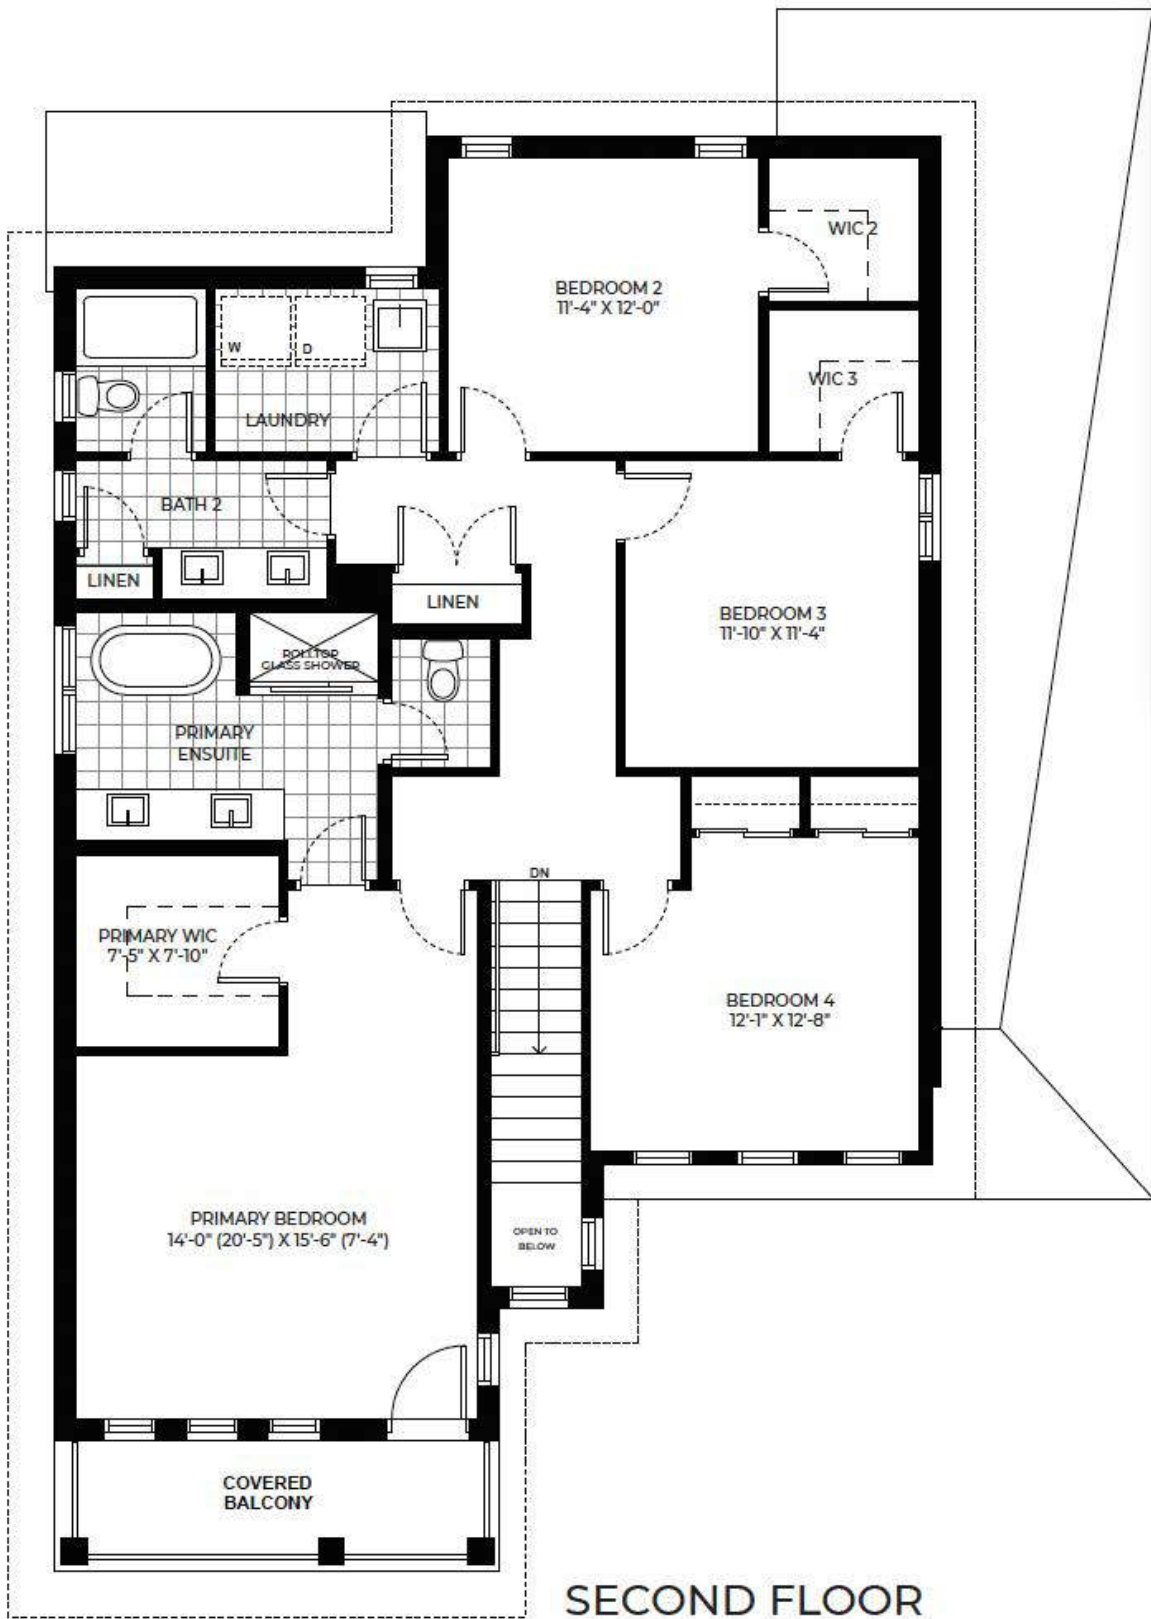 WIC 2
BEDROOM 2
11'-4" X 12'-0"
W
D
WIC 3
LAUNDRY
BATH 2
LINEN
LINEN
BEDROOM 3
11'-10" X 11'-4"
ROLLTOP
GLASS SHOWER
PRIMARY
ENSUITE
DN
PRIMARY WIC
7'-5" X 7'-10"
BEDROOM 4
12'-1" X 12'-8"
PRIMARY BEDROOM
14'-0" (20'-5") X 15'-6" (7'-4")
OPEN TO
BELOW
COVERED
BALCONY
SECOND FLOOR